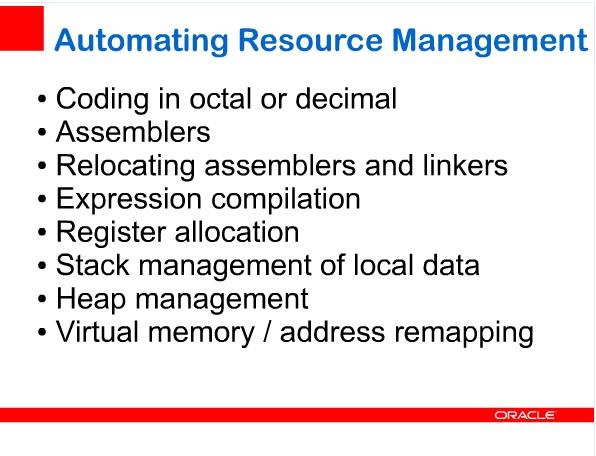 Automating Resource Management
• Coding in octal or decimal
• Assemblers
• Relocating assemblers and linkers
• Expression compilation
• Register allocation
• Stack management of local data
• Heap management
• Virtual memory / address remapping
ORACLE